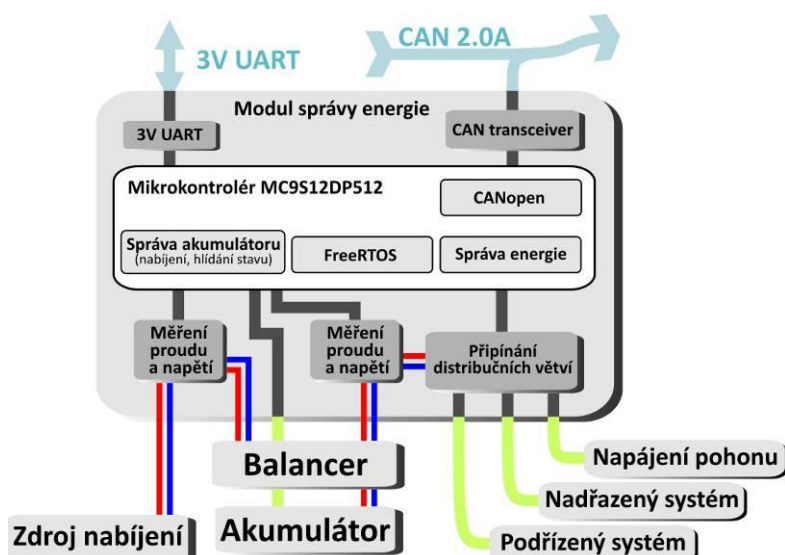 3V UART
CAN 2.0A
Modul správy energie
3V UART
CAN transceiver
Mikrokontrolér MC9S12DP512
CANopen
Správa akumulátoru
(nabíjení, hlídání stavu)
FreeRTOS
Správa energie
Měření
proudu
a napětí
Měření
proudu
a napětí
Připínání
distribučních větví
Balancer
Napájení pohonu
Nadřazený systém
Zdroj nabíjení
Akumulátor
Podřízený systém